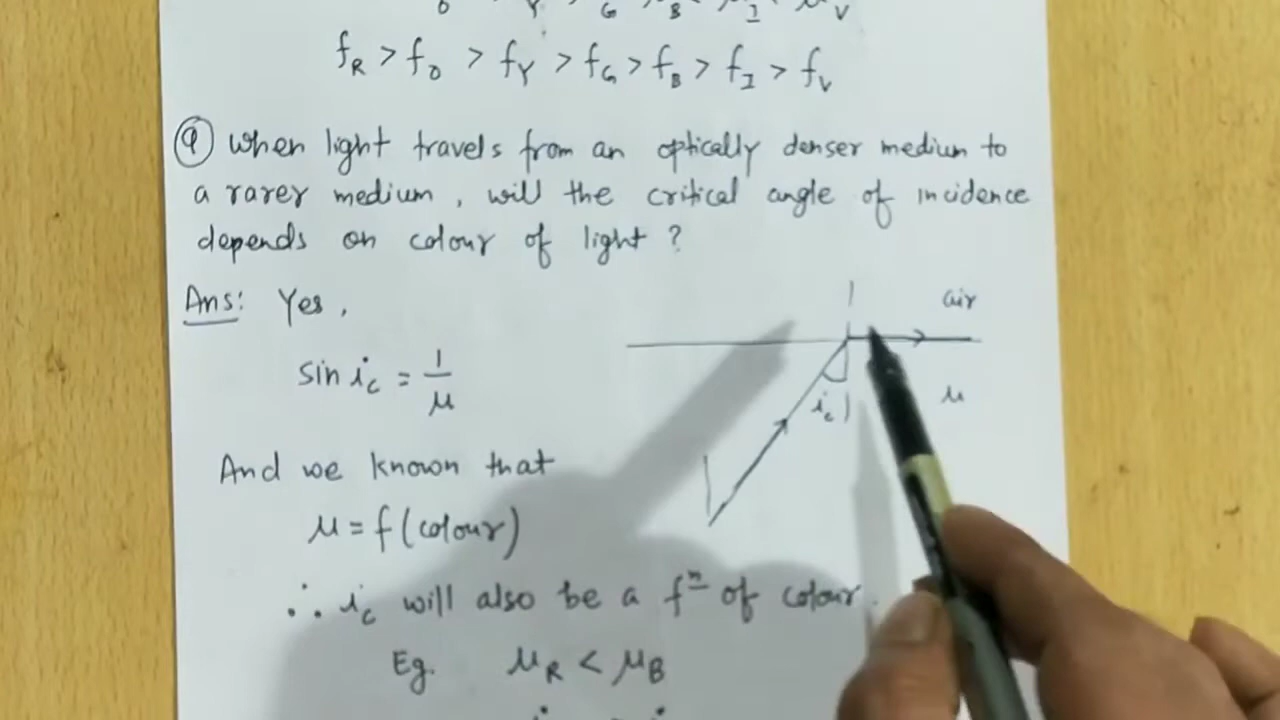 O Y G B I V
f_R > f_O > f_Y > f_G > f_B > f_I > f_V
Q When light travels from an optically denser medium to
a rarer medium, will the critical angle of incidence
depends on colour of light ?
Ans: Yes,
air
sin i_c = 1/μ
μ
i_c
And we known that
μ = f (colour)
∴ i_c will also be a fⁿ of colour.
Eg. μ_R < μ_B